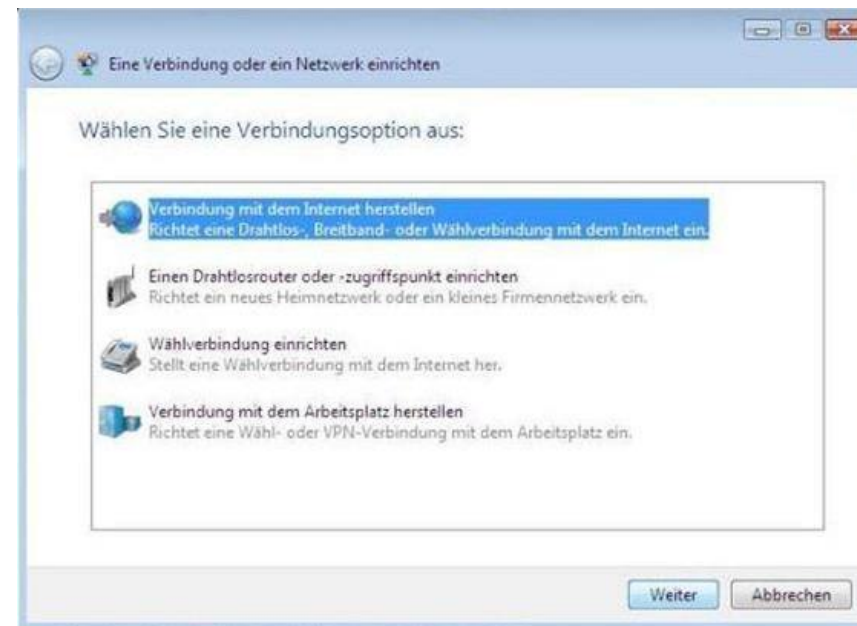 Eine Verbindung oder ein Netzwerk einrichten
Wählen Sie eine Verbindungsoption aus:
Verbindung mit dem Internet herstellen
Richtet eine Drahtlos-, Breitband- oder Wählverbindung mit dem Internet ein.
Einen Drahtlosrouter oder -zugriffspunkt einrichten
Richtet ein neues Heimnetzwerk oder ein kleines Firmennetzwerk ein.
Wählverbindung einrichten
Stellt eine Wählverbindung mit dem Internet her.
Verbindung mit dem Arbeitsplatz herstellen
Richtet eine Wähl- oder VPN-Verbindung mit dem Arbeitsplatz ein.
Weiter Abbrechen